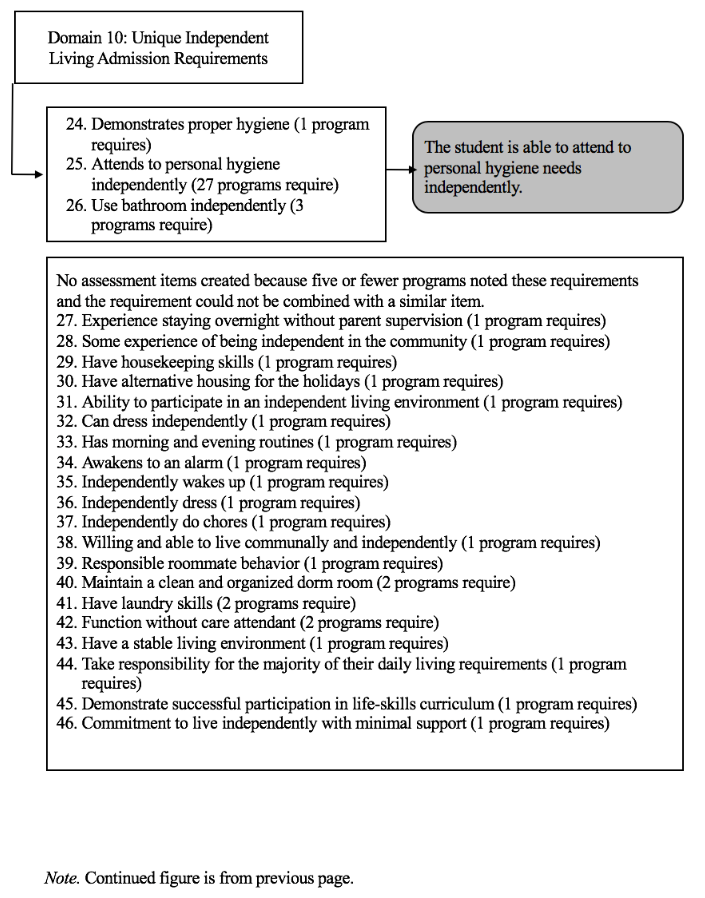 Domain 10: Unique Independent
Living Admission Requirements
24. Demonstrates proper hygiene (1 program
requires)
25. Attends to personal hygiene
independently (27 programs require)
26. Use bathroom independently (3
programs require)
The student is able to attend to
personal hygiene needs
independently.
No assessment items created because five or fewer programs noted these requirements
and the requirement could not be combined with a similar item.
27. Experience staying overnight without parent supervision (1 program requires)
28. Some experience of being independent in the community (1 program requires)
29. Have housekeeping skills (1 program requires)
30. Have alternative housing for the holidays (1 program requires)
31. Ability to participate in an independent living environment (1 program requires)
32. Can dress independently (1 program requires)
33. Has morning and evening routines (1 program requires)
34. Awakens to an alarm (1 program requires)
35. Independently wakes up (1 program requires)
36. Independently dress (1 program requires)
37. Independently do chores (1 program requires)
38. Willing and able to live communally and independently (1 program requires)
39. Responsible roommate behavior (1 program requires)
40. Maintain a clean and organized dorm room (2 programs require)
41. Have laundry skills (2 programs require)
42. Function without care attendant (2 programs require)
43. Have a stable living environment (1 program requires)
44. Take responsibility for the majority of their daily living requirements (1 program
requires)
45. Demonstrate successful participation in life-skills curriculum (1 program requires)
46. Commitment to live independently with minimal support (1 program requires)
Note. Continued figure is from previous page.